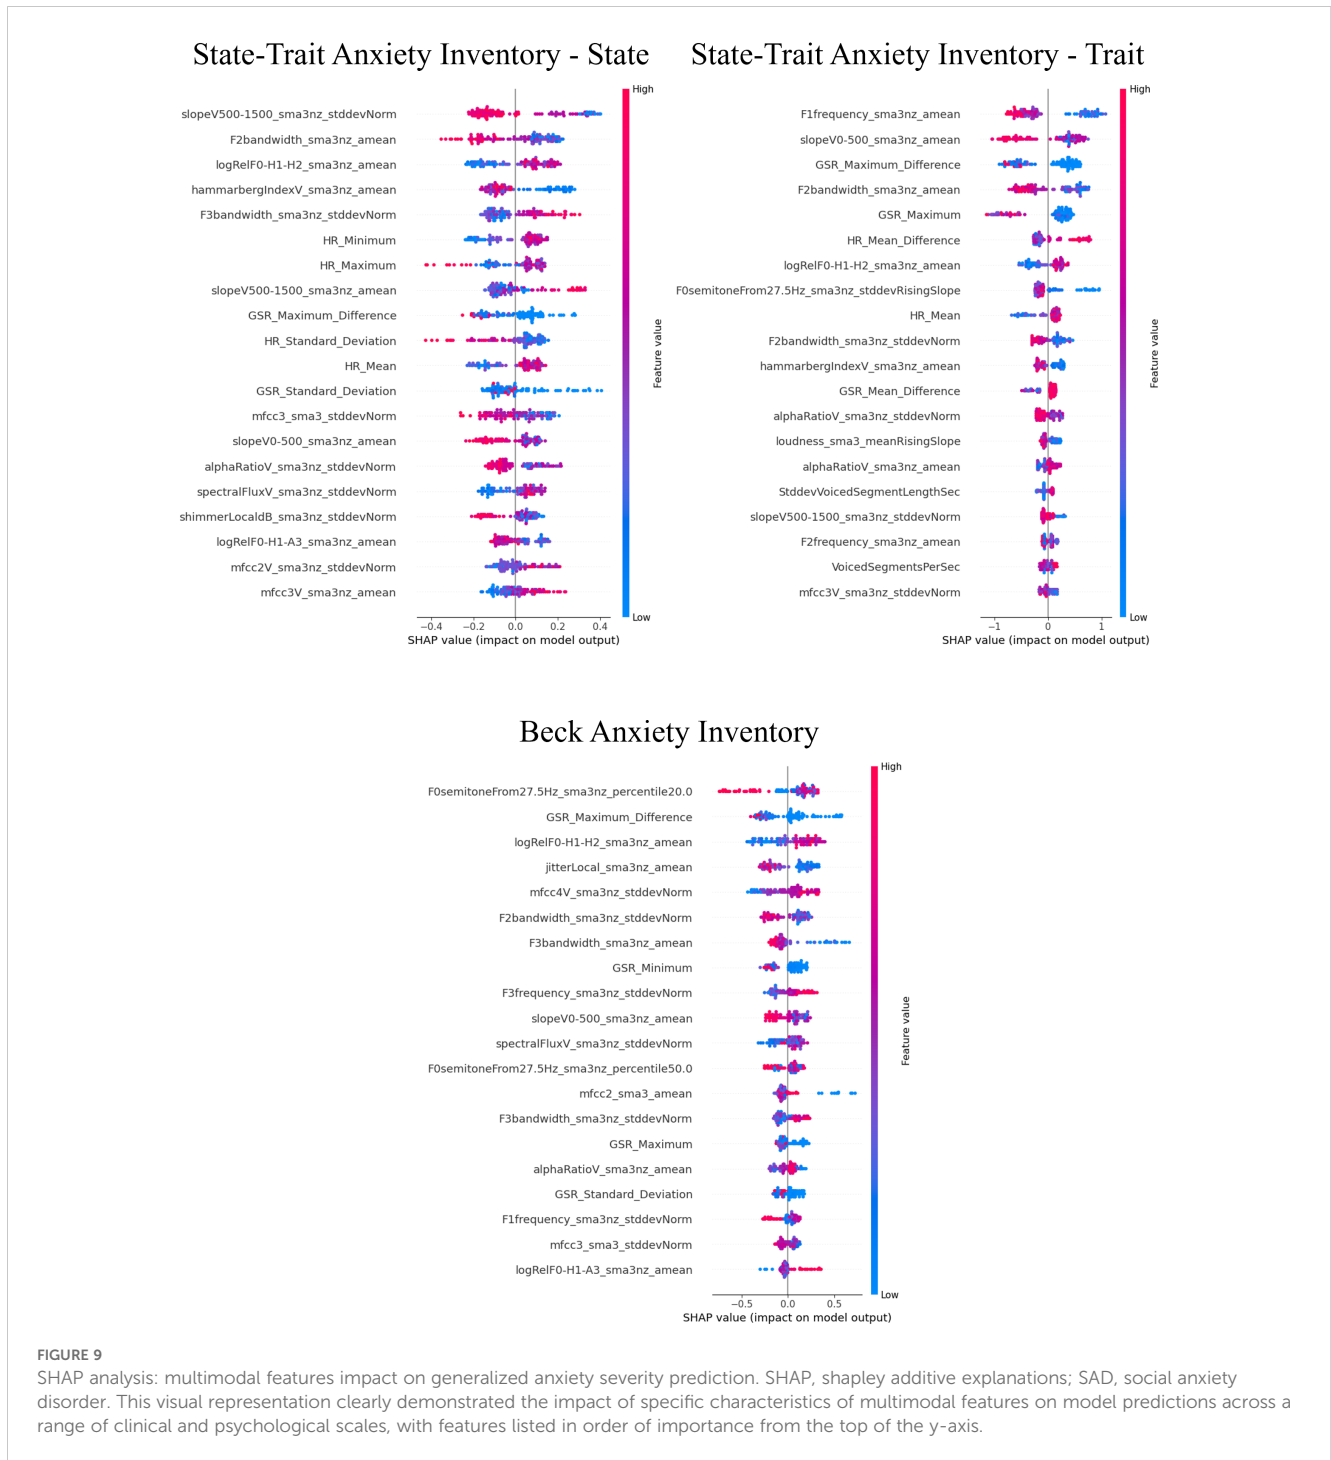 State-Trait Anxiety Inventory - State
High
slopeV500-1500_sma3nz_stddevNorm
F2bandwidth_sma3nz_amean
logRelF0-H1-H2_sma3nz_amean
hammarbergIndexV_sma3nz_amean
F3bandwidth_sma3nz_stddevNorm
HR_Minimum
HR_Maximum
slopeV500-1500_sma3nz_amean
GSR_Maximum_Difference
HR_Standard_Deviation
HR_Mean
GSR_Standard_Deviation
mfcc3_sma3_stddevNorm
slopeV0-500_sma3nz_amean
alphaRatioV_sma3nz_stddevNorm
spectralFluxV_sma3nz_stddevNorm
shimmerLocaldB_sma3nz_stddevNorm
logRelF0-H1-A3_sma3nz_amean
mfcc2V_sma3nz_stddevNorm
mfcc3V_sma3nz_amean
Feature value
Low
−0.4 −0.2 0.0 0.2 0.4
SHAP value (impact on model output)
State-Trait Anxiety Inventory - Trait
High
F1frequency_sma3nz_amean
slopeV0-500_sma3nz_amean
GSR_Maximum_Difference
F2bandwidth_sma3nz_amean
GSR_Maximum
HR_Mean_Difference
logRelF0-H1-H2_sma3nz_amean
F0semitoneFrom27.5Hz_sma3nz_stddevRisingSlope
HR_Mean
F2bandwidth_sma3nz_stddevNorm
hammarbergIndexV_sma3nz_amean
GSR_Mean_Difference
alphaRatioV_sma3nz_stddevNorm
loudness_sma3_meanRisingSlope
alphaRatioV_sma3nz_amean
StddevVoicedSegmentLengthSec
slopeV500-1500_sma3nz_stddevNorm
F2frequency_sma3nz_amean
VoicedSegmentsPerSec
mfcc3V_sma3nz_stddevNorm
Feature value
Low
−1 0 1
SHAP value (impact on model output)
Beck Anxiety Inventory
High
F0semitoneFrom27.5Hz_sma3nz_percentile20.0
GSR_Maximum_Difference
logRelF0-H1-H2_sma3nz_amean
jitterLocal_sma3nz_amean
mfcc4V_sma3nz_stddevNorm
F2bandwidth_sma3nz_stddevNorm
F3bandwidth_sma3nz_amean
GSR_Minimum
F3frequency_sma3nz_stddevNorm
slopeV0-500_sma3nz_amean
spectralFluxV_sma3nz_stddevNorm
F0semitoneFrom27.5Hz_sma3nz_percentile50.0
mfcc2_sma3_amean
F3bandwidth_sma3nz_stddevNorm
GSR_Maximum
alphaRatioV_sma3nz_amean
GSR_Standard_Deviation
F1frequency_sma3nz_stddevNorm
mfcc3_sma3_stddevNorm
logRelF0-H1-A3_sma3nz_amean
Feature value
Low
−0.5 0.0 0.5
SHAP value (impact on model output)
FIGURE 9
SHAP analysis: multimodal features impact on generalized anxiety severity prediction. SHAP, shapley additive explanations; SAD, social anxiety
disorder. This visual representation clearly demonstrated the impact of specific characteristics of multimodal features on model predictions across a
range of clinical and psychological scales, with features listed in order of importance from the top of the y-axis.